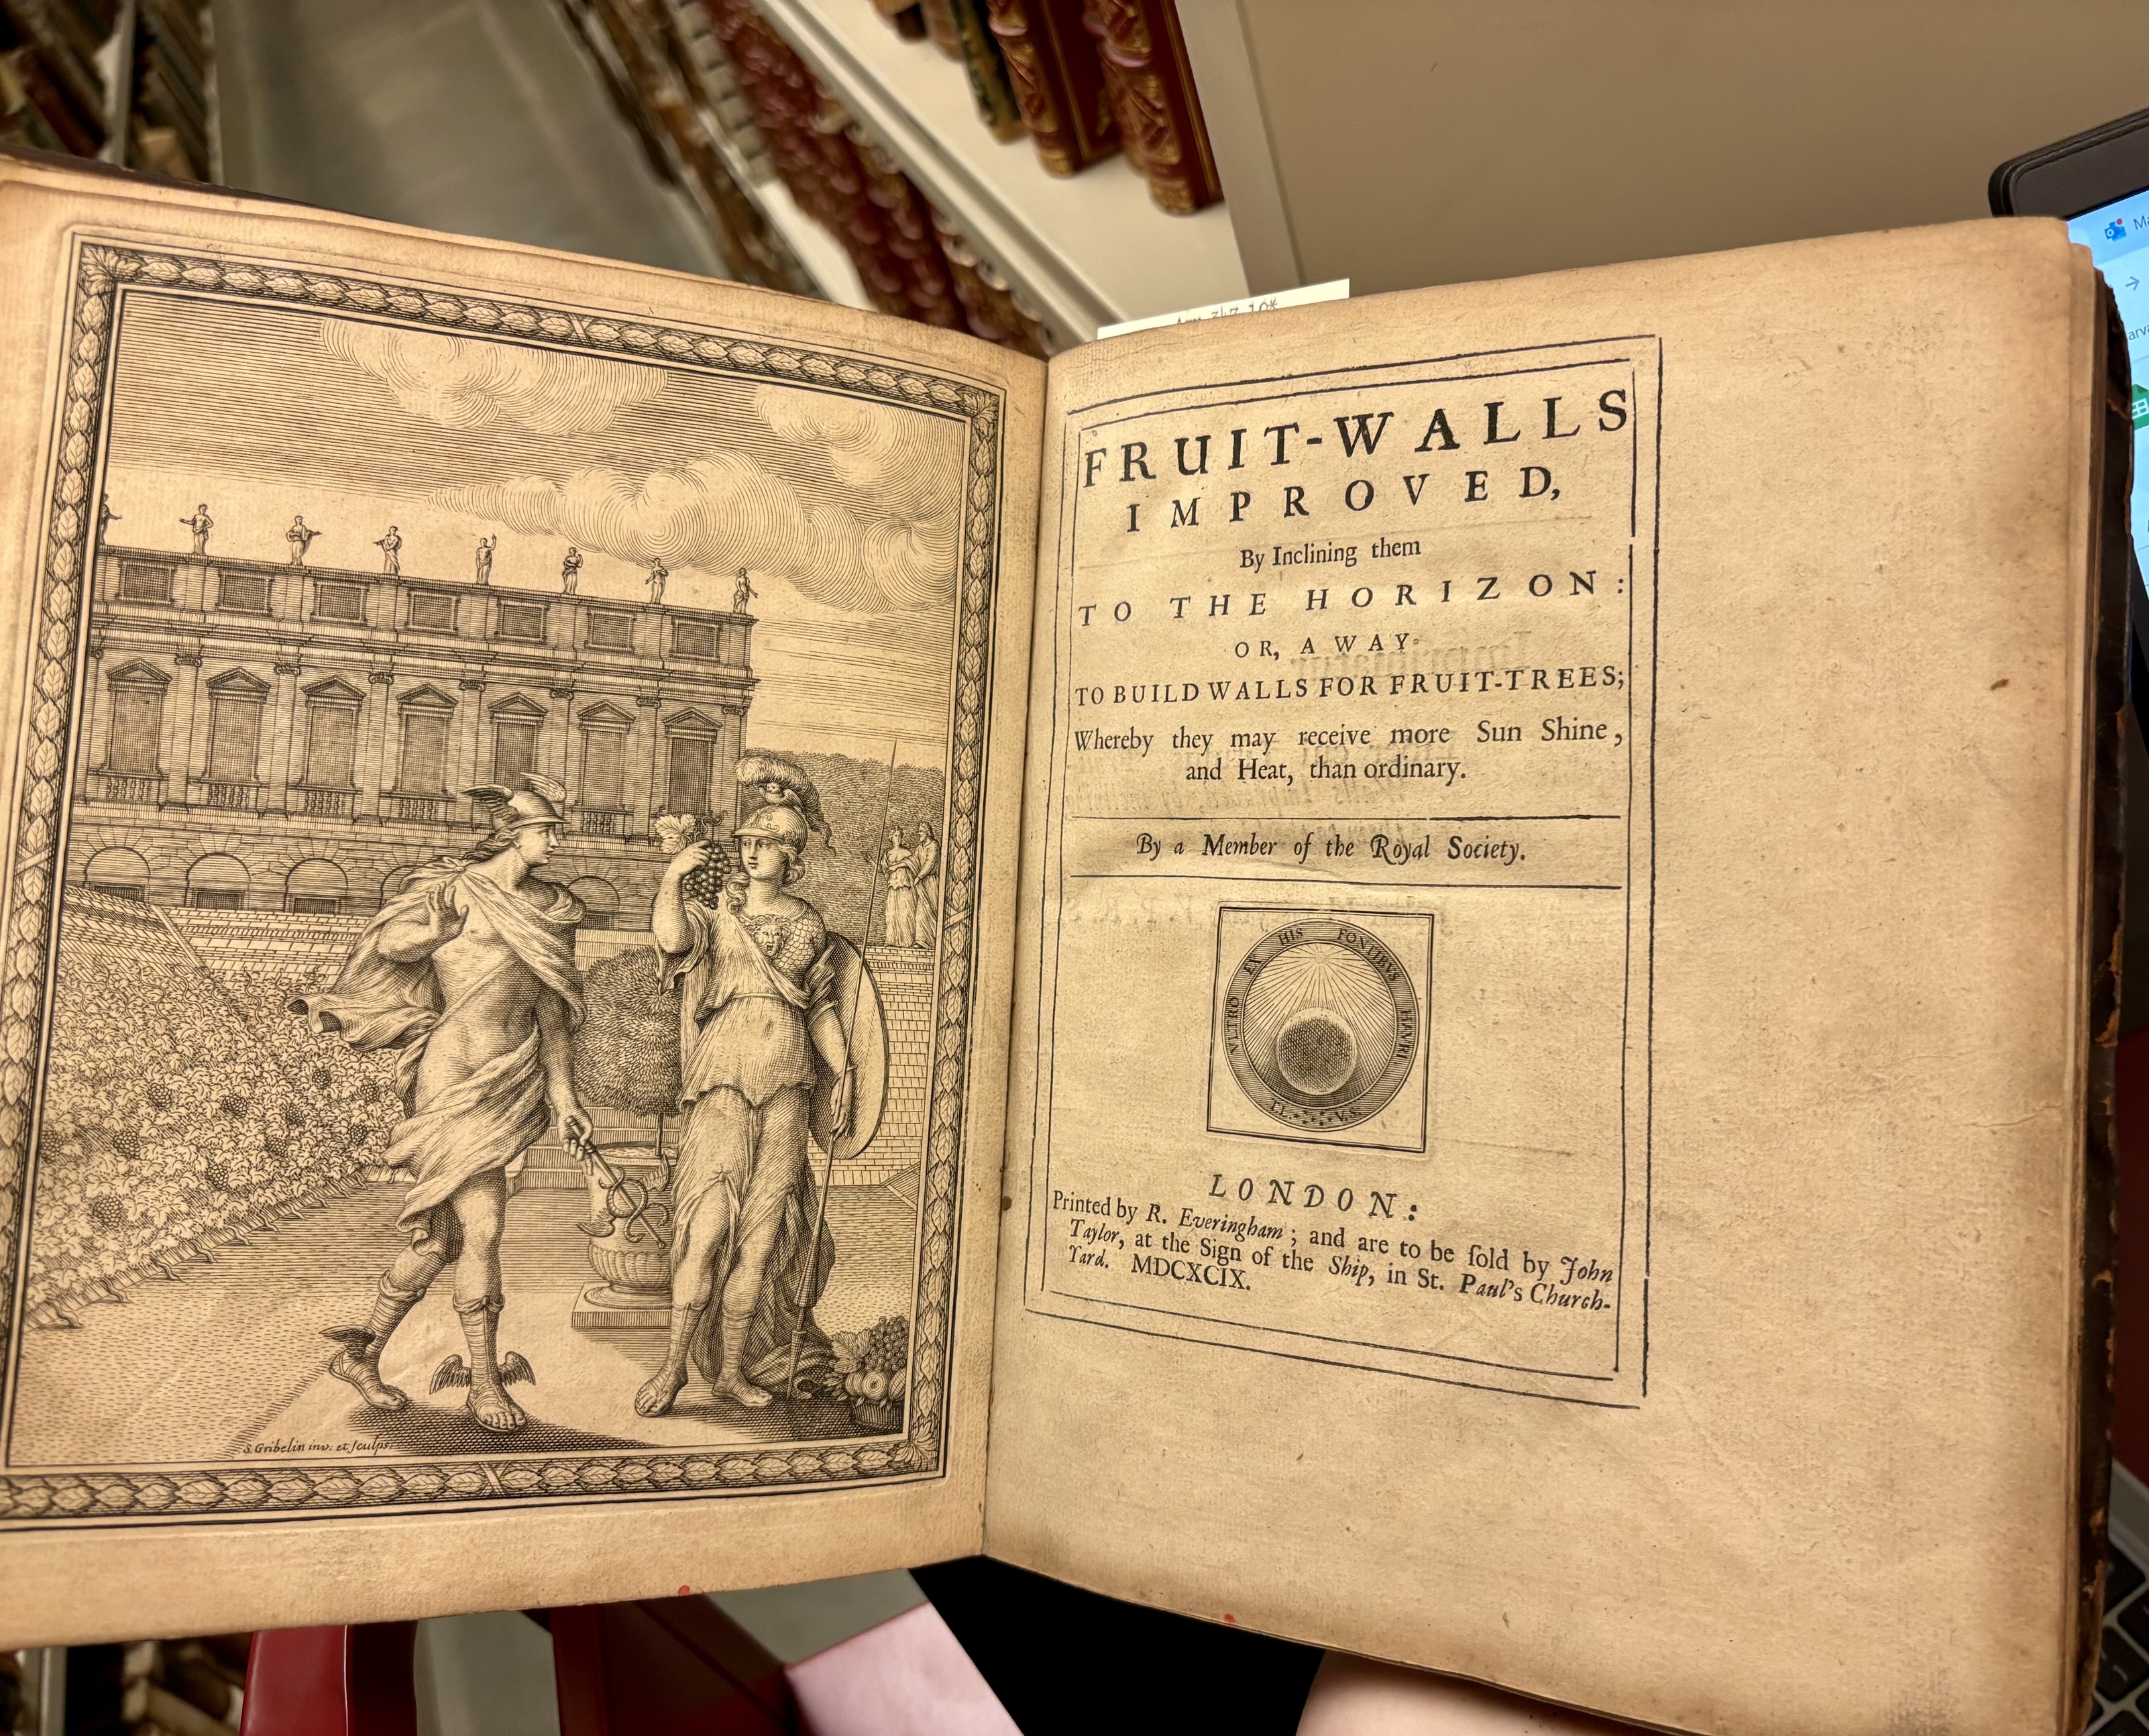 S. Gribelin inv. et sculps.
FRUIT-WALLS
IMPROVED,
By Inclining them
TO THE HORIZON:
OR, A WAY
TO BUILD WALLS FOR FRUIT-TREES;
Whereby they may receive more Sun Shine,
and Heat, than ordinary.
By a Member of the Royal Society.
VLTRO EX HIS FONDIBVS HAVRI
LONDON:
Printed by R. Everingham; and are to be ſold by John
Taylor, at the Sign of the Ship, in St. Paul's Church-
Yard. MDCXCIX.